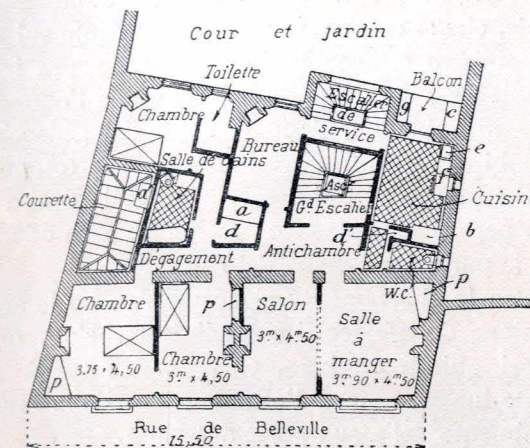 Cour et jardin
Toilette
Balcon
Chambre
Bureau
Escalier
de
service
g
c
e
Salle de bains
Courette
d
a
d
Asc.r
Gd Escalier
Cuisin
d
b
Dégagement
Antichambre
W.C.
p
Chambre
p
Salon
3m × 4m50
Salle
à
manger
3m90 × 4m50
3.75 × 4,50
Chambre
3m × 4,50
p
Rue de Belleville
15,50